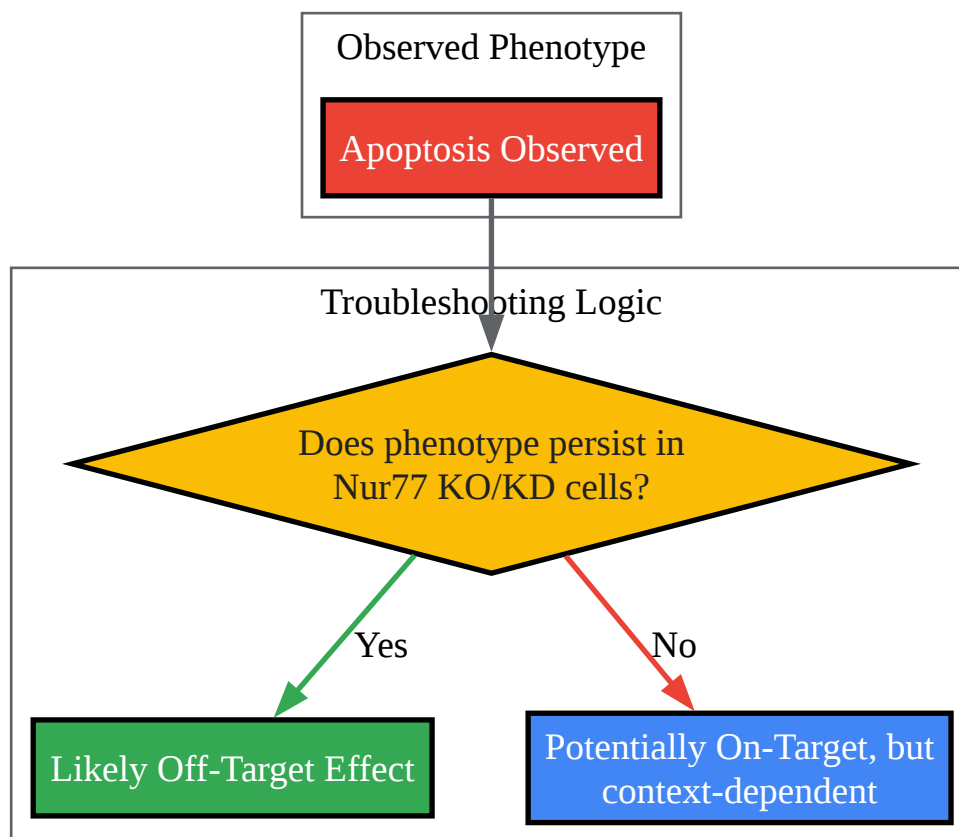 Observed Phenotype
Apoptosis Observed
Troubleshooting Logic
Does phenotype persist in
Nur77 KO/KD cells?
Yes
No
Likely Off-Target Effect
Potentially On-Target, but
context-dependent